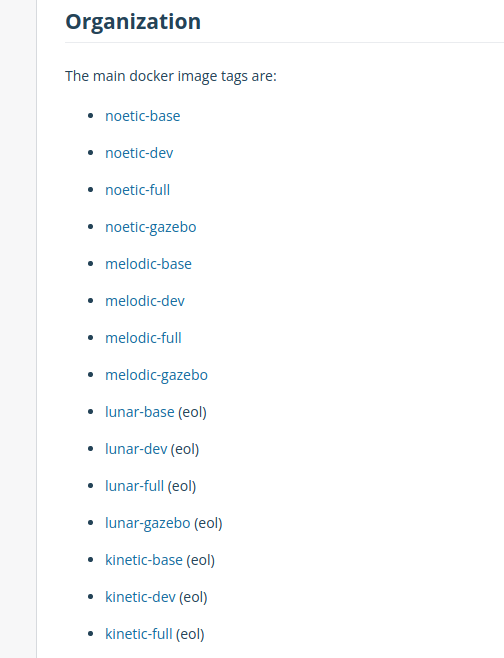 Organization
The main docker image tags are:
• noetic-base
• noetic-dev
• noetic-full
• noetic-gazebo
• melodic-base
• melodic-dev
• melodic-full
• melodic-gazebo
• lunar-base (eol)
• lunar-dev (eol)
• lunar-full (eol)
• lunar-gazebo (eol)
• kinetic-base (eol)
• kinetic-dev (eol)
• kinetic-full (eol)